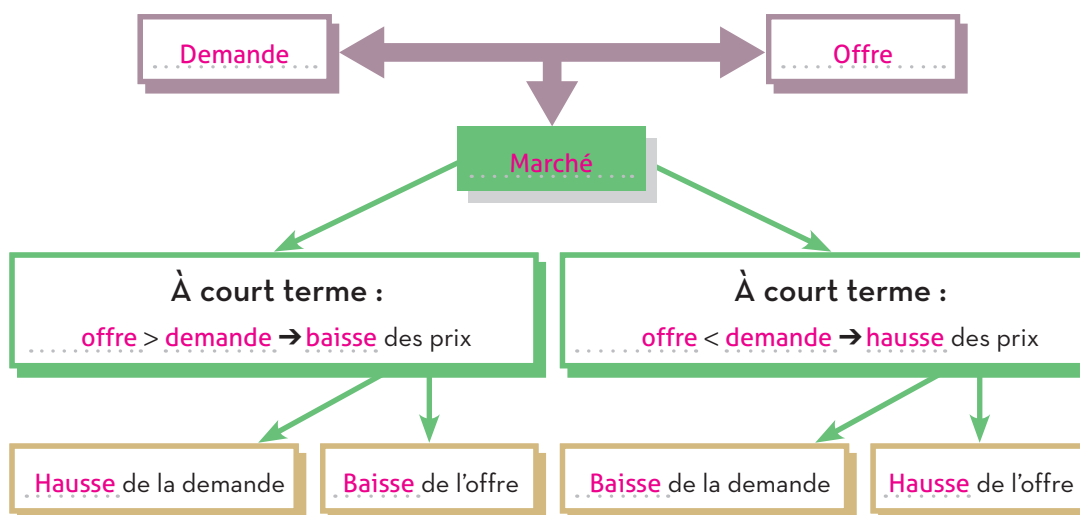 Demande
Offre
Marché
À court terme :
offre > demande ➔ baisse des prix
À court terme :
offre < demande ➔ hausse des prix
Hausse de la demande
Baisse de l'offre
Baisse de la demande
Hausse de l'offre